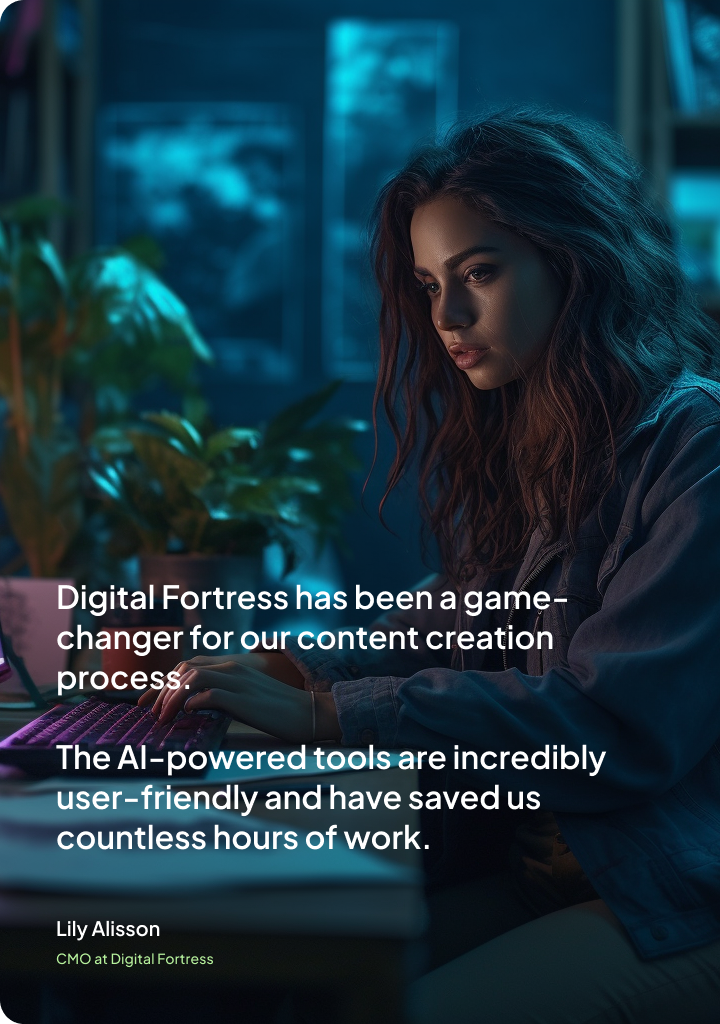 Digital Fortress has been a game-
changer for our content creation
process.
The AI-powered tools are incredibly
user-friendly and have saved us
countless hours of work.
Lily Alisson
CMO at Digital Fortress